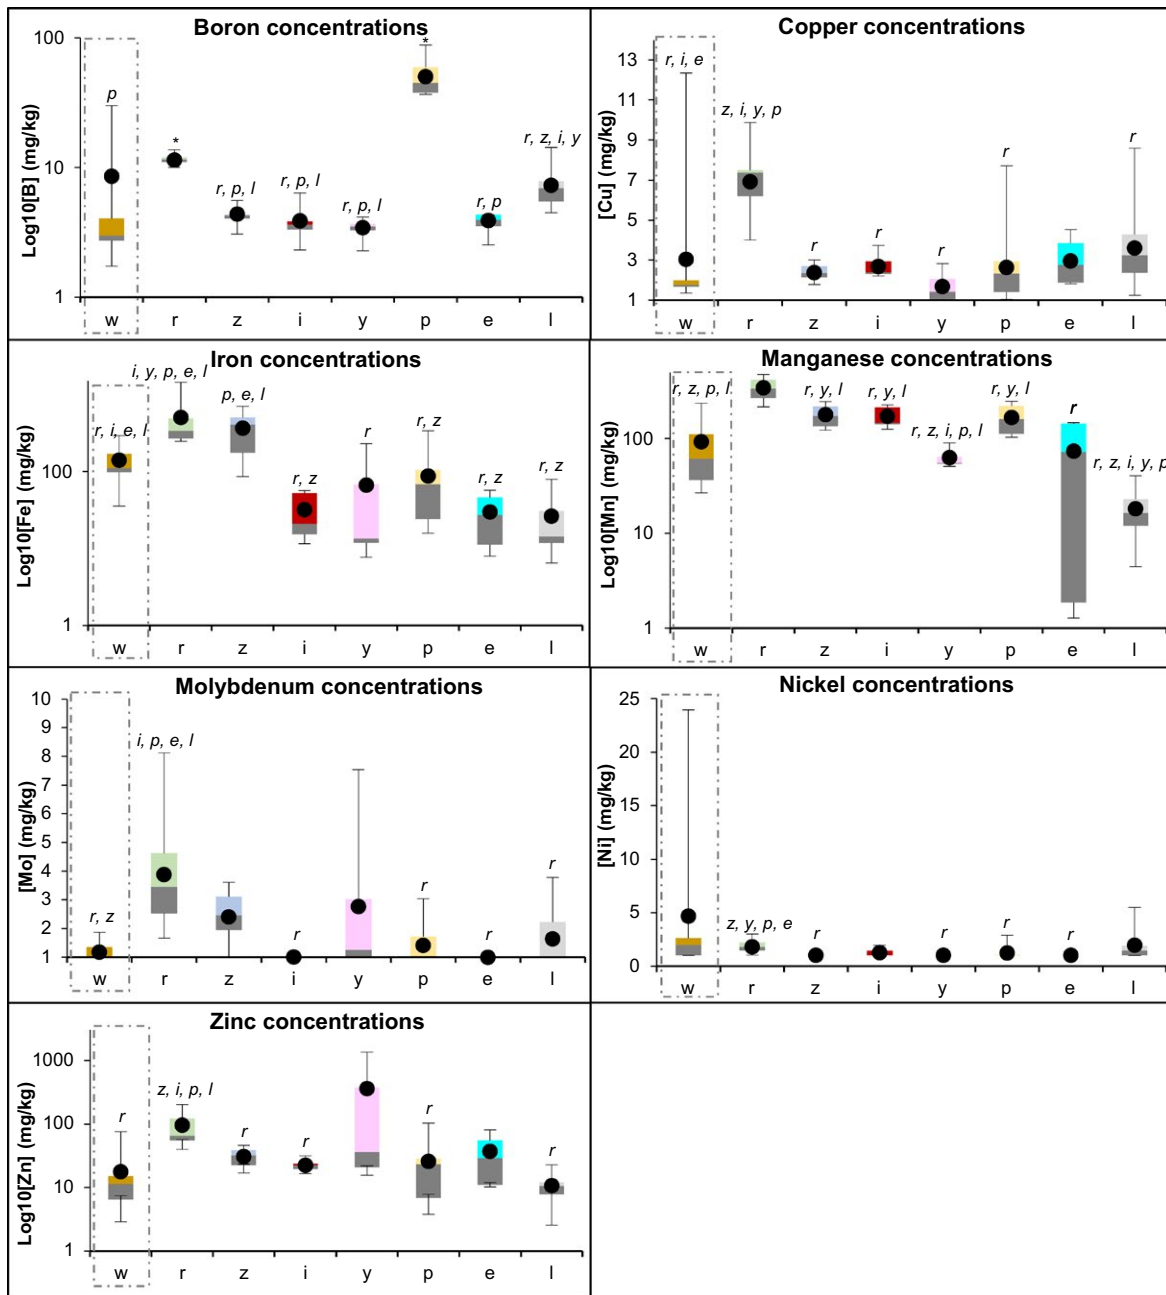 Boron concentrations
Log10[B] (mg/kg)
100
10
1
p
*
r, p, l
r, p, l
r, p, l
*
r, p
r, z, i, y
w r z i y p e l
Copper concentrations
[Cu] (mg/kg)
13
11
9
7
5
3
1
r, i, e
z, i, y, p
r
r
r
r
r
w r z i y p e l
Iron concentrations
Log10[Fe] (mg/kg)
100
1
r, i, e, l
i, y, p, e, l
p, e, l
r, z
r
r, z
r, z
r, z
w r z i y p e l
Manganese concentrations
Log10[Mn] (mg/kg)
100
10
1
r, z, p, l
r, y, l
r, y, l
r, z, i, p, l
r, y, l
r
r, z, i, y, p
w r z i y p e l
Molybdenum concentrations
[Mo] (mg/kg)
10
9
8
7
6
5
4
3
2
1
r, z
i, p, e, l
r
r
r
r
w r z i y p e l
Nickel concentrations
[Ni] (mg/kg)
25
20
15
10
5
0
z, y, p, e
r
r
r
r
w r z i y p e l
Zinc concentrations
Log10[Zn] (mg/kg)
1000
100
10
1
r
z, i, p, l
r
r
r
r
w r z i y p e l